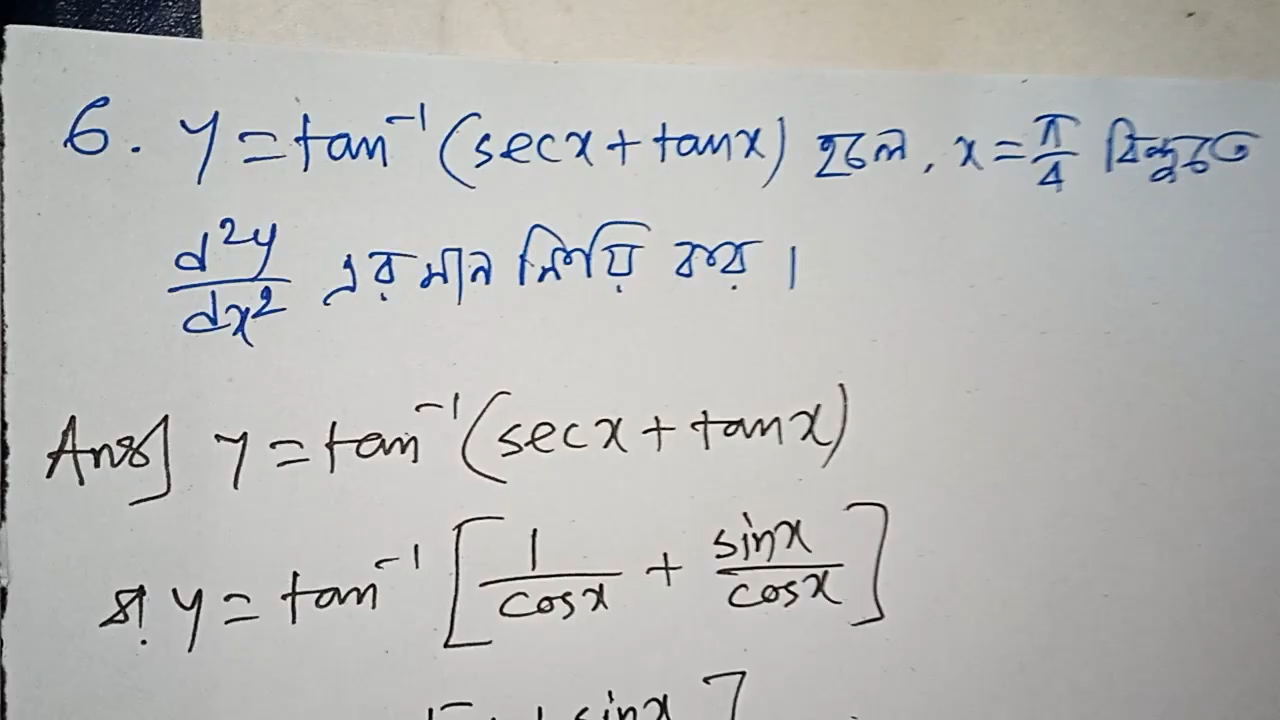 6. y = tan⁻¹ (secx + tanx) হলে, x = π/4 বিন্দুতে
d²y/dx² এর মান নির্ণয় কর।
Ans] y = tan⁻¹ (secx + tanx)
বা, y = tan⁻¹ [1/cosx + sinx/cosx]
sinx ]